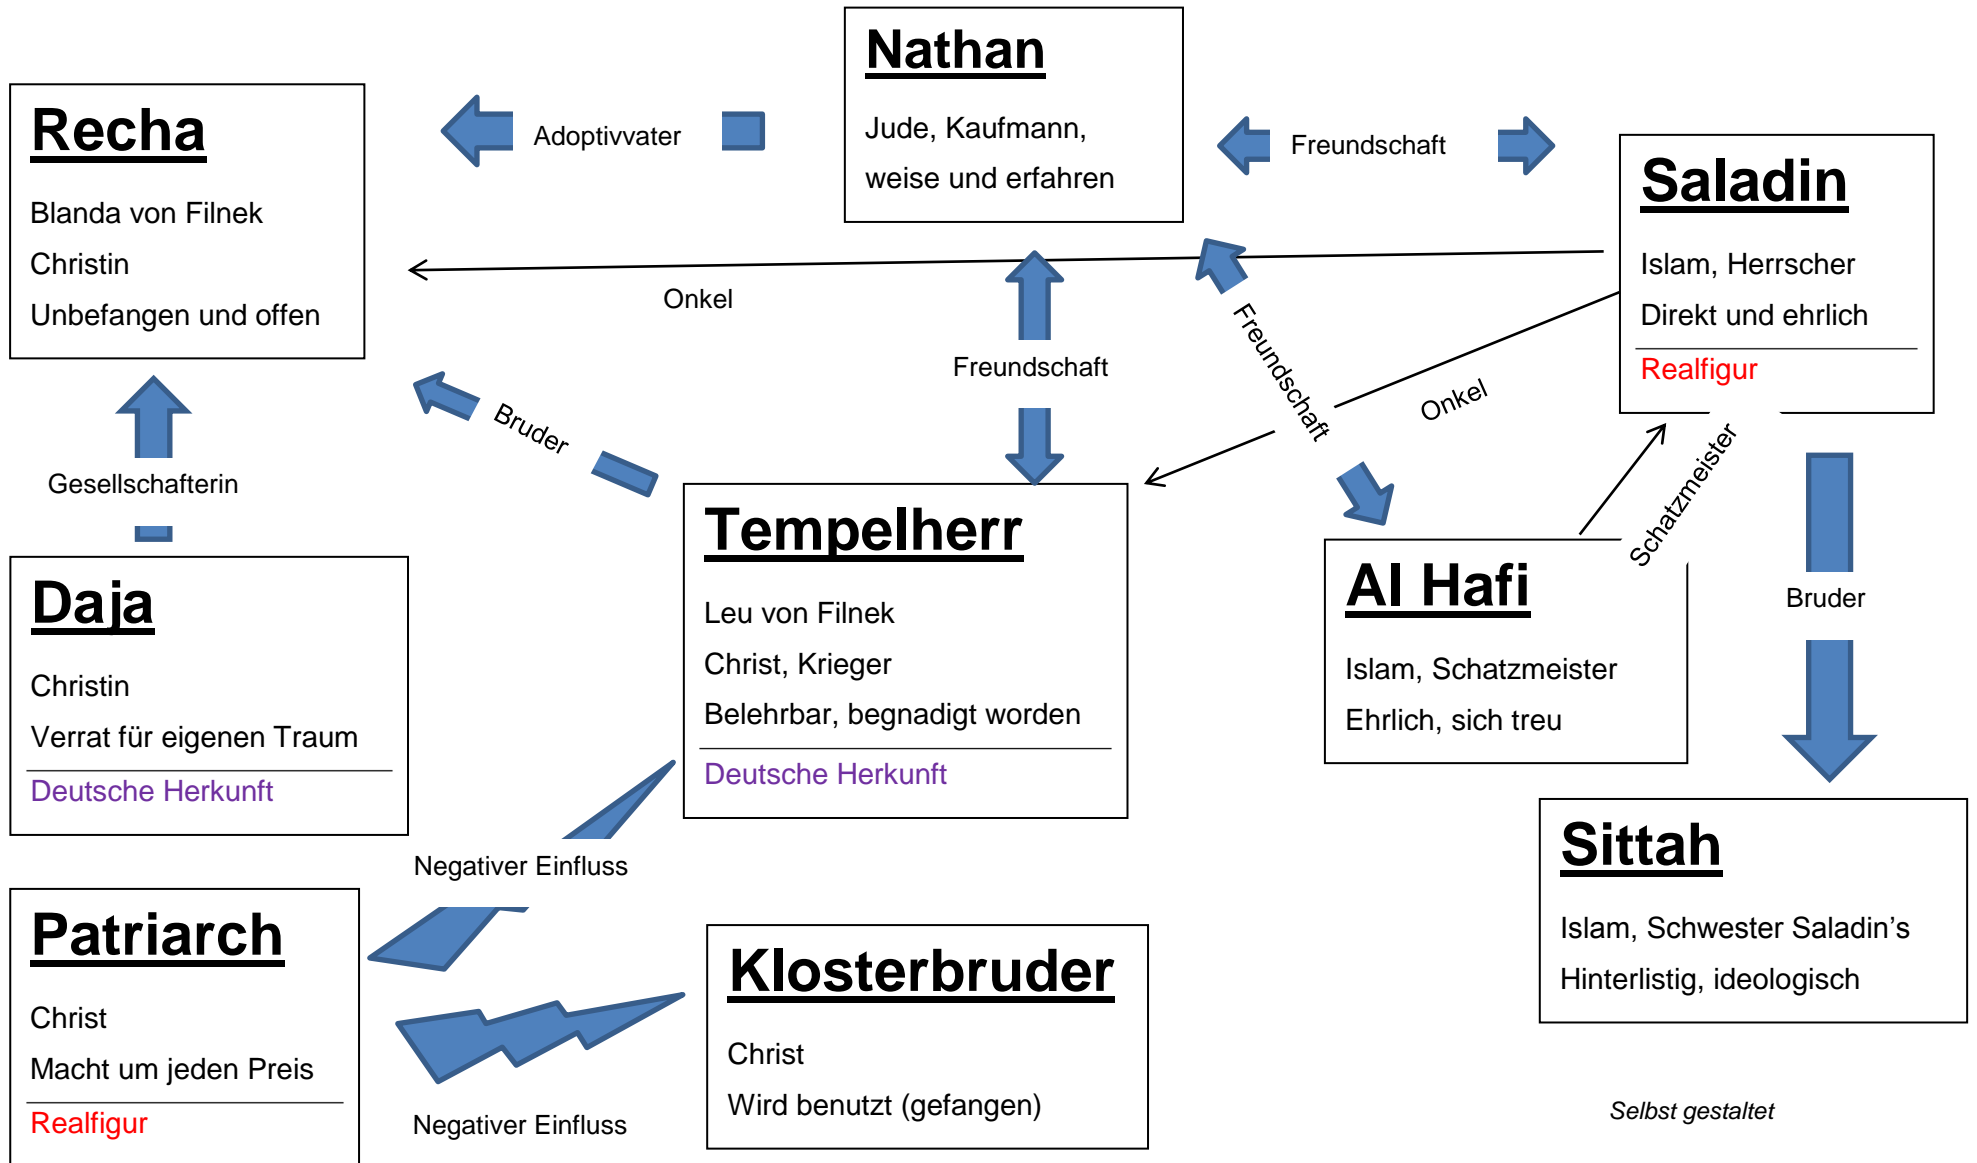 Nathan
Jude, Kaufmann,
weise und erfahren
Recha
Blanda von Filnek
Christin
Unbefangen und offen
Adoptivvater
Freundschaft
Saladin
Islam, Herrscher
Direkt und ehrlich
Realfigur
Onkel
Freundschaft
Freundschaft
Onkel
Bruder
Schatzmeister
Gesellschafterin
Daja
Christin
Verrat für eigenen Traum
Deutsche Herkunft
Tempelherr
Leu von Filnek
Christ, Krieger
Belehrbar, begnadigt worden
Deutsche Herkunft
Al Hafi
Islam, Schatzmeister
Ehrlich, sich treu
Bruder
Sittah
Islam, Schwester Saladin’s
Hinterlistig, ideologisch
Negativer Einfluss
Patriarch
Christ
Macht um jeden Preis
Realfigur
Negativer Einfluss
Klosterbruder
Christ
Wird benutzt (gefangen)
Selbst gestaltet